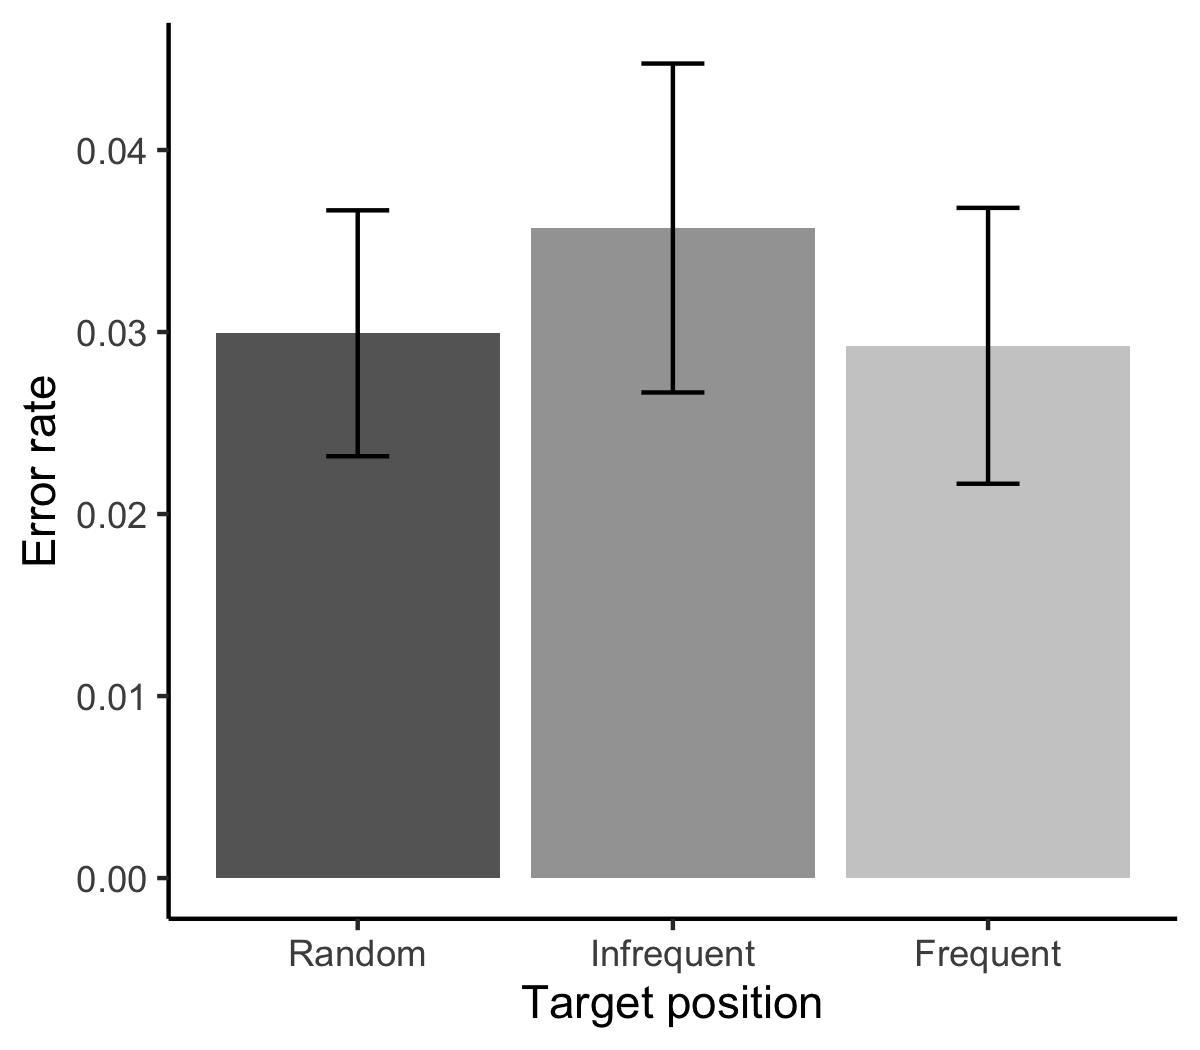 Error rate
0.04
0.03
0.02
0.01
0.00
Random Infrequent Frequent
Target position